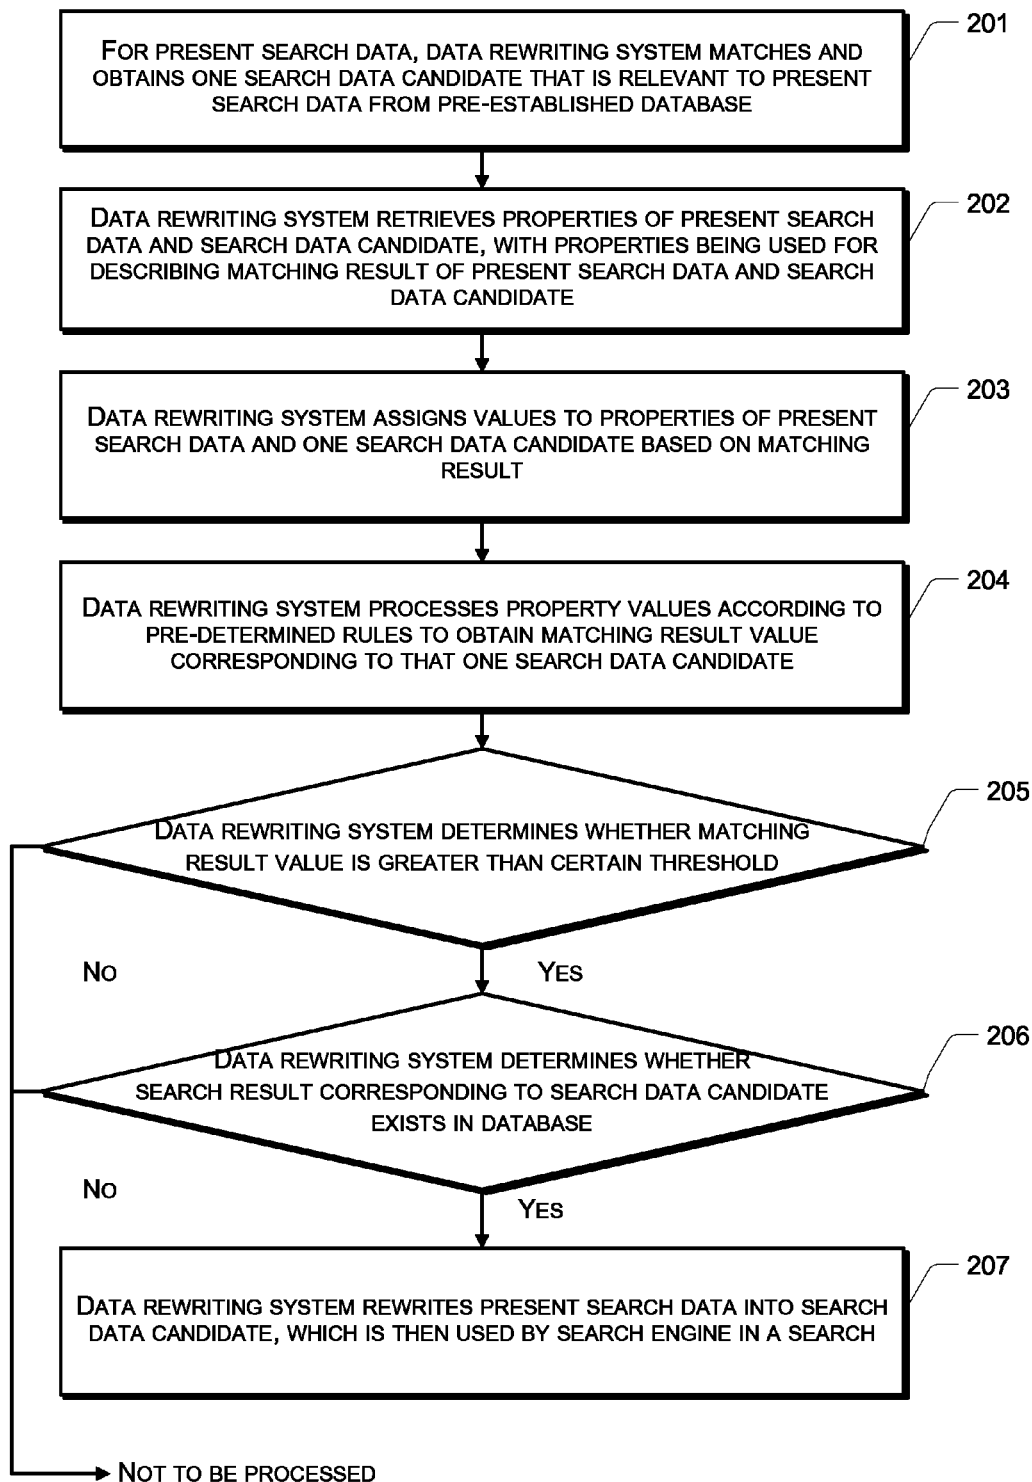 201
FOR PRESENT SEARCH DATA, DATA REWRITING SYSTEM MATCHES AND
OBTAINS ONE SEARCH DATA CANDIDATE THAT IS RELEVANT TO PRESENT
SEARCH DATA FROM PRE-ESTABLISHED DATABASE
202
DATA REWRITING SYSTEM RETRIEVES PROPERTIES OF PRESENT SEARCH
DATA AND SEARCH DATA CANDIDATE, WITH PROPERTIES BEING USED FOR
DESCRIBING MATCHING RESULT OF PRESENT SEARCH DATA AND SEARCH
DATA CANDIDATE
203
DATA REWRITING SYSTEM ASSIGNS VALUES TO PROPERTIES OF PRESENT
SEARCH DATA AND ONE SEARCH DATA CANDIDATE BASED ON MATCHING
RESULT
204
DATA REWRITING SYSTEM PROCESSES PROPERTY VALUES ACCORDING TO
PRE-DETERMINED RULES TO OBTAIN MATCHING RESULT VALUE
CORRESPONDING TO THAT ONE SEARCH DATA CANDIDATE
205
DATA REWRITING SYSTEM DETERMINES WHETHER MATCHING
RESULT VALUE IS GREATER THAN CERTAIN THRESHOLD
NO
YES
206
DATA REWRITING SYSTEM DETERMINES WHETHER
SEARCH RESULT CORRESPONDING TO SEARCH DATA CANDIDATE
EXISTS IN DATABASE
NO
YES
207
DATA REWRITING SYSTEM REWRITES PRESENT SEARCH DATA INTO SEARCH
DATA CANDIDATE, WHICH IS THEN USED BY SEARCH ENGINE IN A SEARCH
NOT TO BE PROCESSED